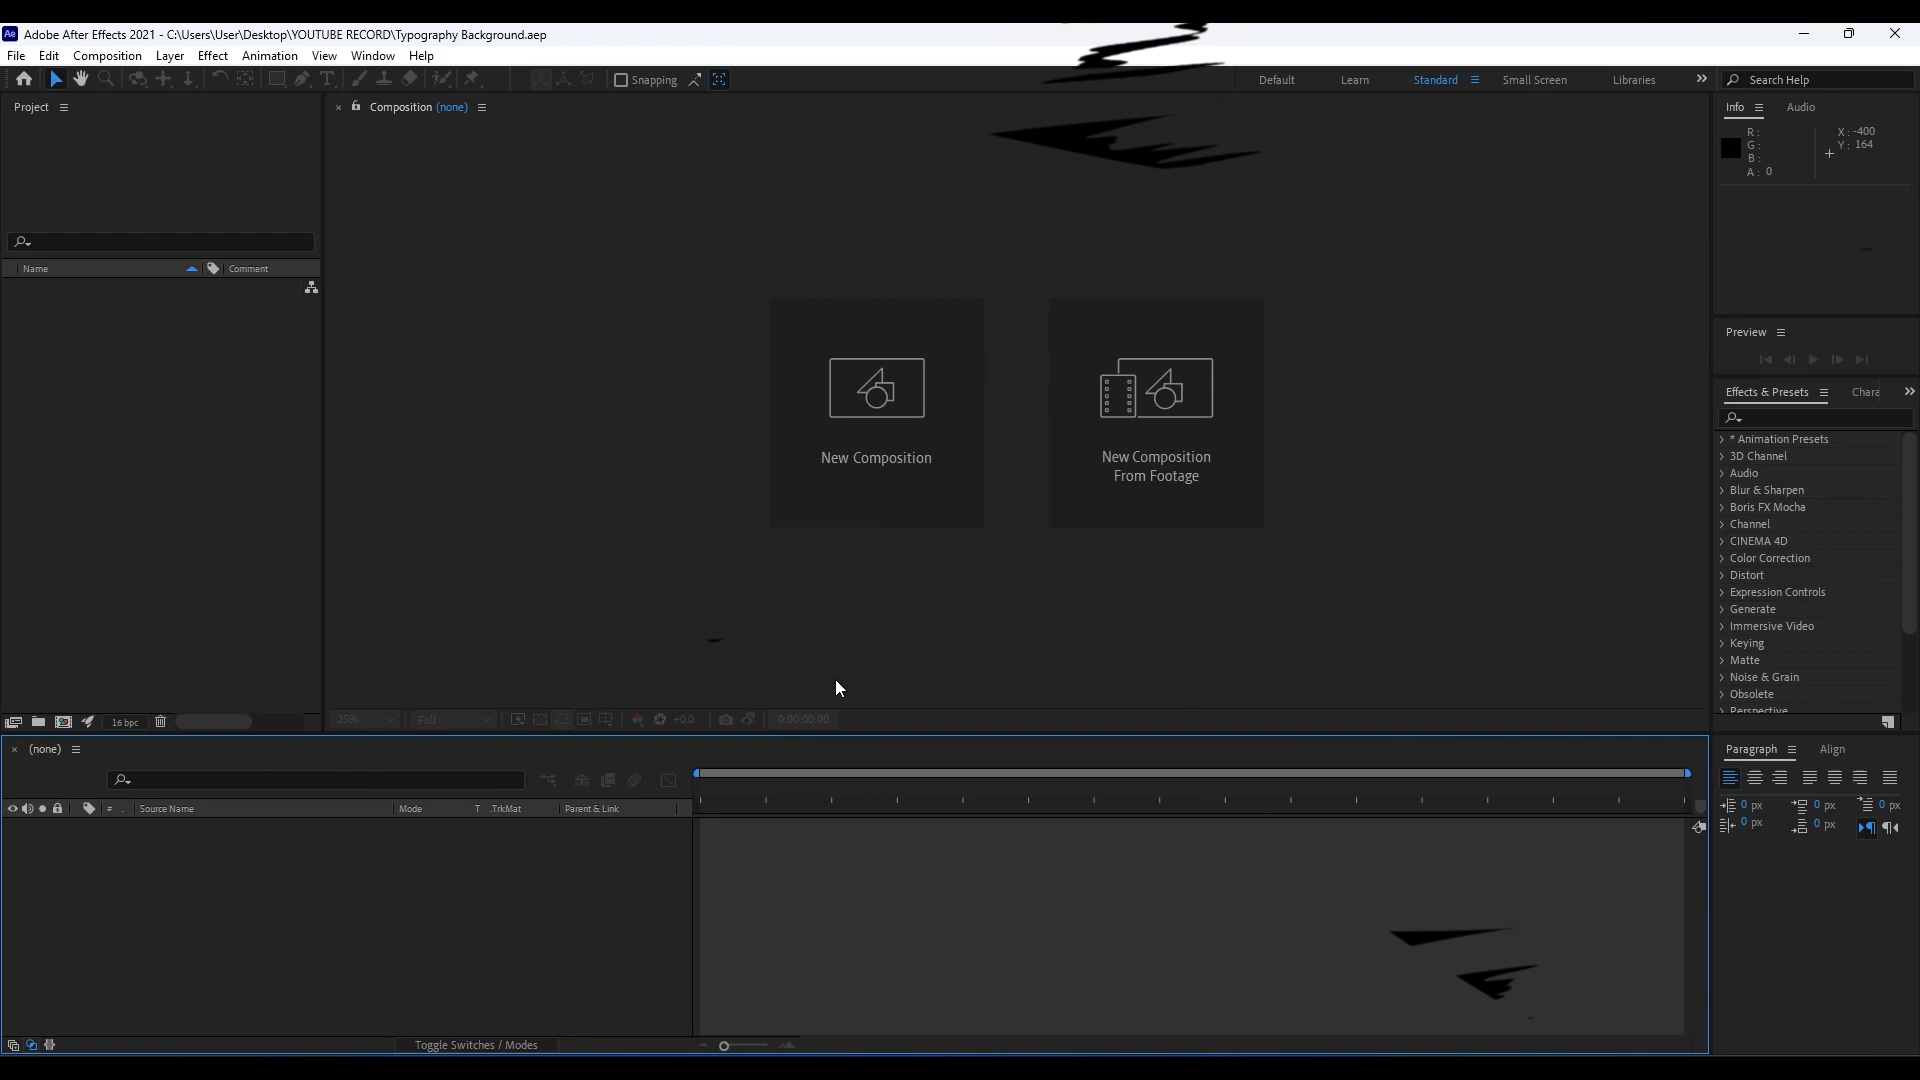 Ae Adobe After Effects 2021 - C:\Users\User\Desktop\YOUTUBE RECORD\Typography Background.aep
File Edit Composition Layer Effect Animation View Window Help
Snapping Default Learn Standard Small Screen Libraries Search Help
Project
Composition (none)
Info Audio
R :
G :
B :
A : 0
X : -400
Y : 164
Name Comment
New Composition
New Composition
From Footage
Preview
Effects & Presets Chara
* Animation Presets
3D Channel
Audio
Blur & Sharpen
Boris FX Mocha
Channel
CINEMA 4D
Color Correction
Distort
Expression Controls
Generate
Immersive Video
Keying
Matte
Noise & Grain
Obsolete
Perspective
16 bpc
25% Full +0.0 0:00:00:00
(none)
# Source Name Mode T .TrkMat Parent & Link
Toggle Switches / Modes
Paragraph Align
0 px 0 px 0 px
0 px 0 px